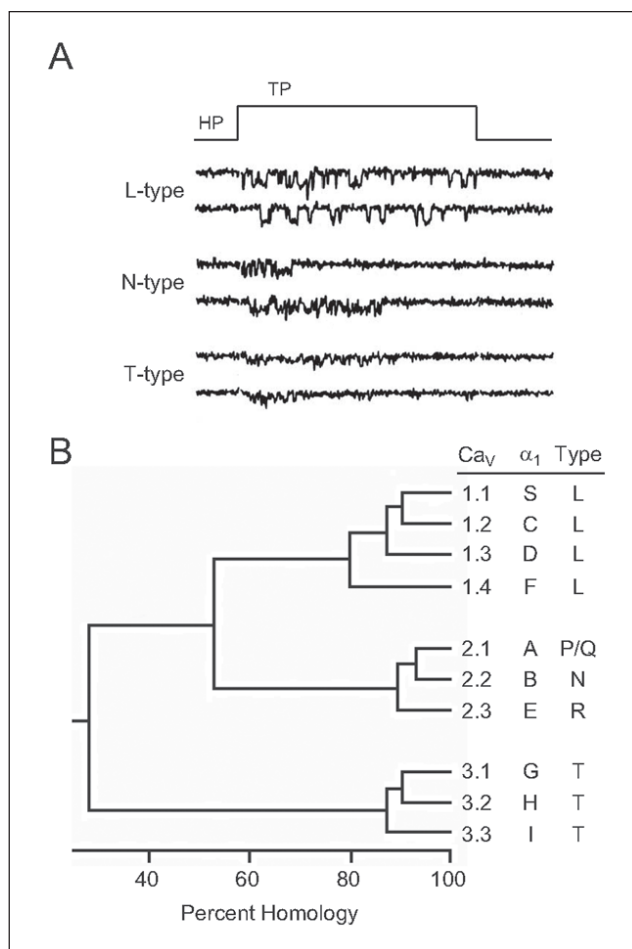 A
TP
HP
L-type
N-type
T-type
B
Cav α1 Type
1.1 S L
1.2 C L
1.3 D L
1.4 F L
2.1 A P/Q
2.2 B N
2.3 E R
3.1 G T
3.2 H T
3.3 I T
40 60 80 100
Percent Homology